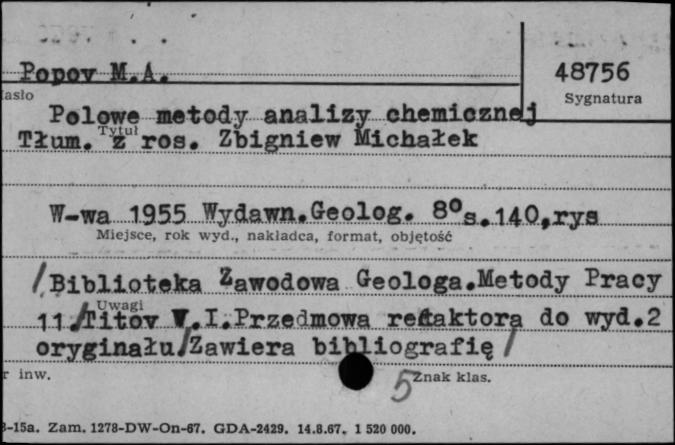 Popov M.A.
48756
Sygnatura
Polowe metody analizy chemicznej
Tytuł
Tłum. z ros. Zbigniew Michałek
W-wa 1955 Wydawn.Geolog. 8° s.140,rys
Miejsce, rok wyd., nakładca, format, objętość
/Biblioteka Zawodowa Geologa.Metody Pracy
Uwagi
11./Titov V.I.Przedmowa redaktora do wyd.2
oryginału/Zawiera bibliografię/
r inw.
5 Znak klas.
3-15a. Zam. 1278-DW-On-67. GDA-2429. 14.8.67. 1 520 000.